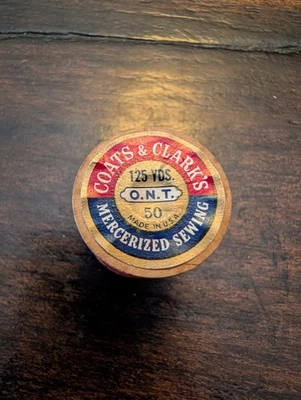 COATS & CLARK'S
125 YDS.
O.N.T.
50
MADE IN U.S.A.
MERCERIZED SEWING